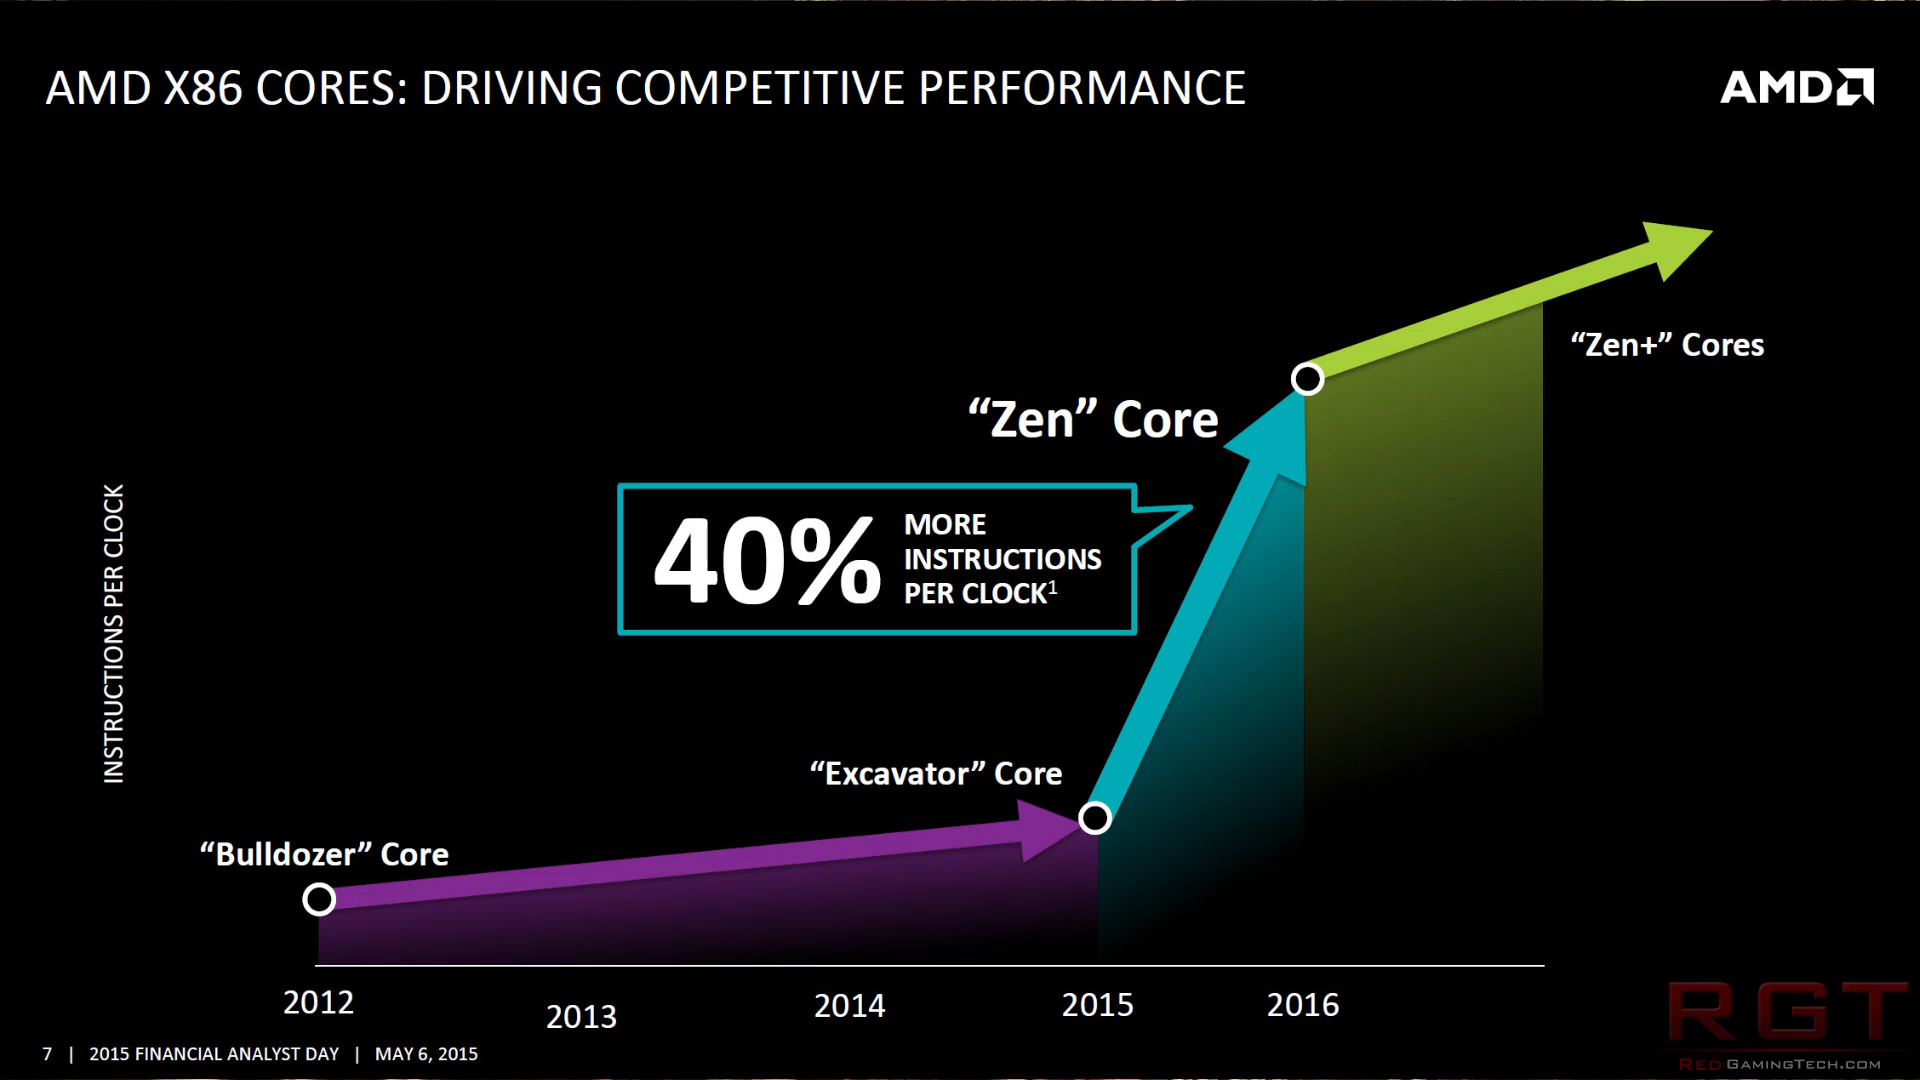 AMD X86 CORES: DRIVING COMPETITIVE PERFORMANCE
AMD
“Zen+” Cores
“Zen” Core
40%
MORE
INSTRUCTIONS
PER CLOCK¹
INSTRUCTIONS PER CLOCK
“Excavator” Core
“Bulldozer” Core
2012
2013
2014
2015
2016
RGT
REDGAMINGTECH.COM
7 | 2015 FINANCIAL ANALYST DAY | MAY 6, 2015